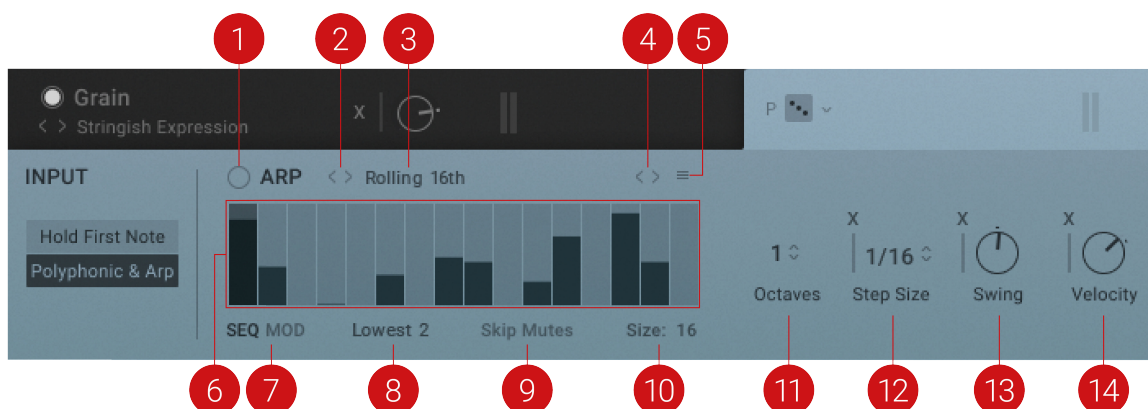 1 2 3 4 5
Grain
Stringish Expression
X
P
INPUT
ARP
Rolling 16th
Hold First Note
Polyphonic & Arp
X X X
1 1/16
Octaves Step Size Swing Velocity
SEQ MOD Lowest 2 Skip Mutes Size: 16
6 7 8 9 10 11 12 13 14